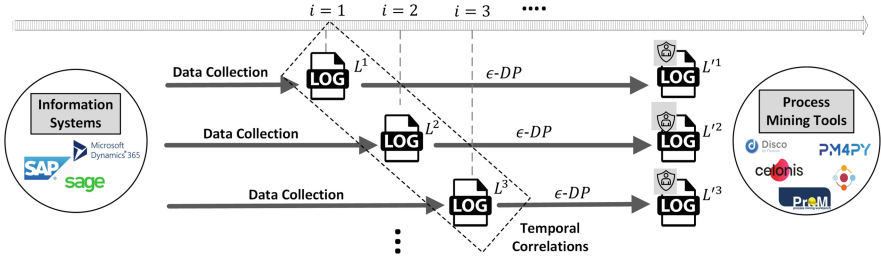 i = 1
i = 2
i = 3
....
Data Collection
LOG
L¹
ϵ-DP
L′¹
LOG
Information
Systems
Microsoft
Dynamics 365
SAP
sage
Data Collection
LOG
L²
ϵ-DP
L′²
LOG
Process
Mining Tools
Disco
PM4PY
celonis
ProM
Data Collection
LOG
L³
ϵ-DP
L′³
LOG
Temporal
Correlations